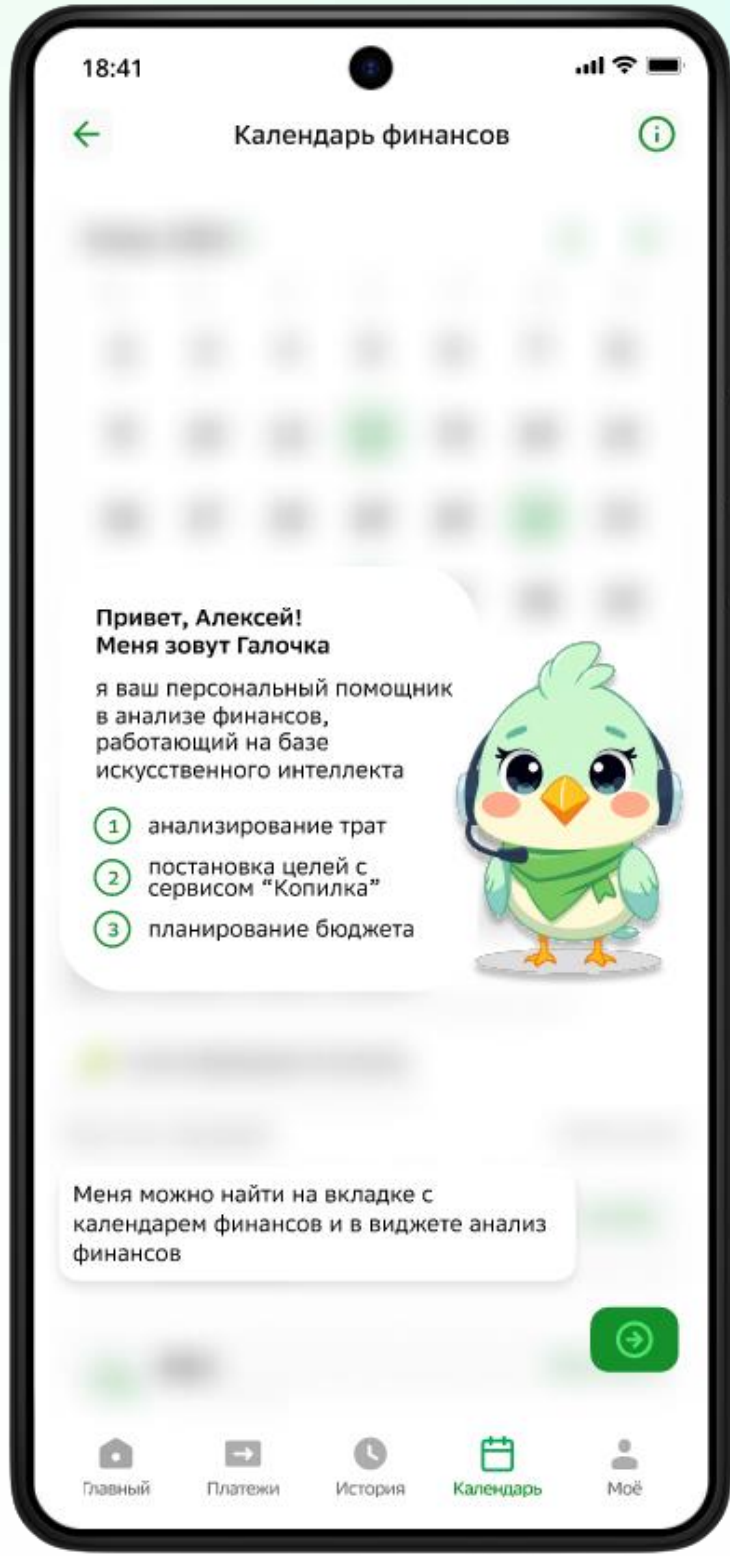 18:41
Календарь финансов
Привет, Алексей!
Меня зовут Галочка
я ваш персональный помощник
в анализе финансов,
работающий на базе
искусственного интеллекта
1 анализирование трат
2 постановка целей с
сервисом “Копилка”
3 планирование бюджета
Меня можно найти на вкладке с
календарем финансов и в виджете анализ
финансов
Главный Платежи История Календарь Моё